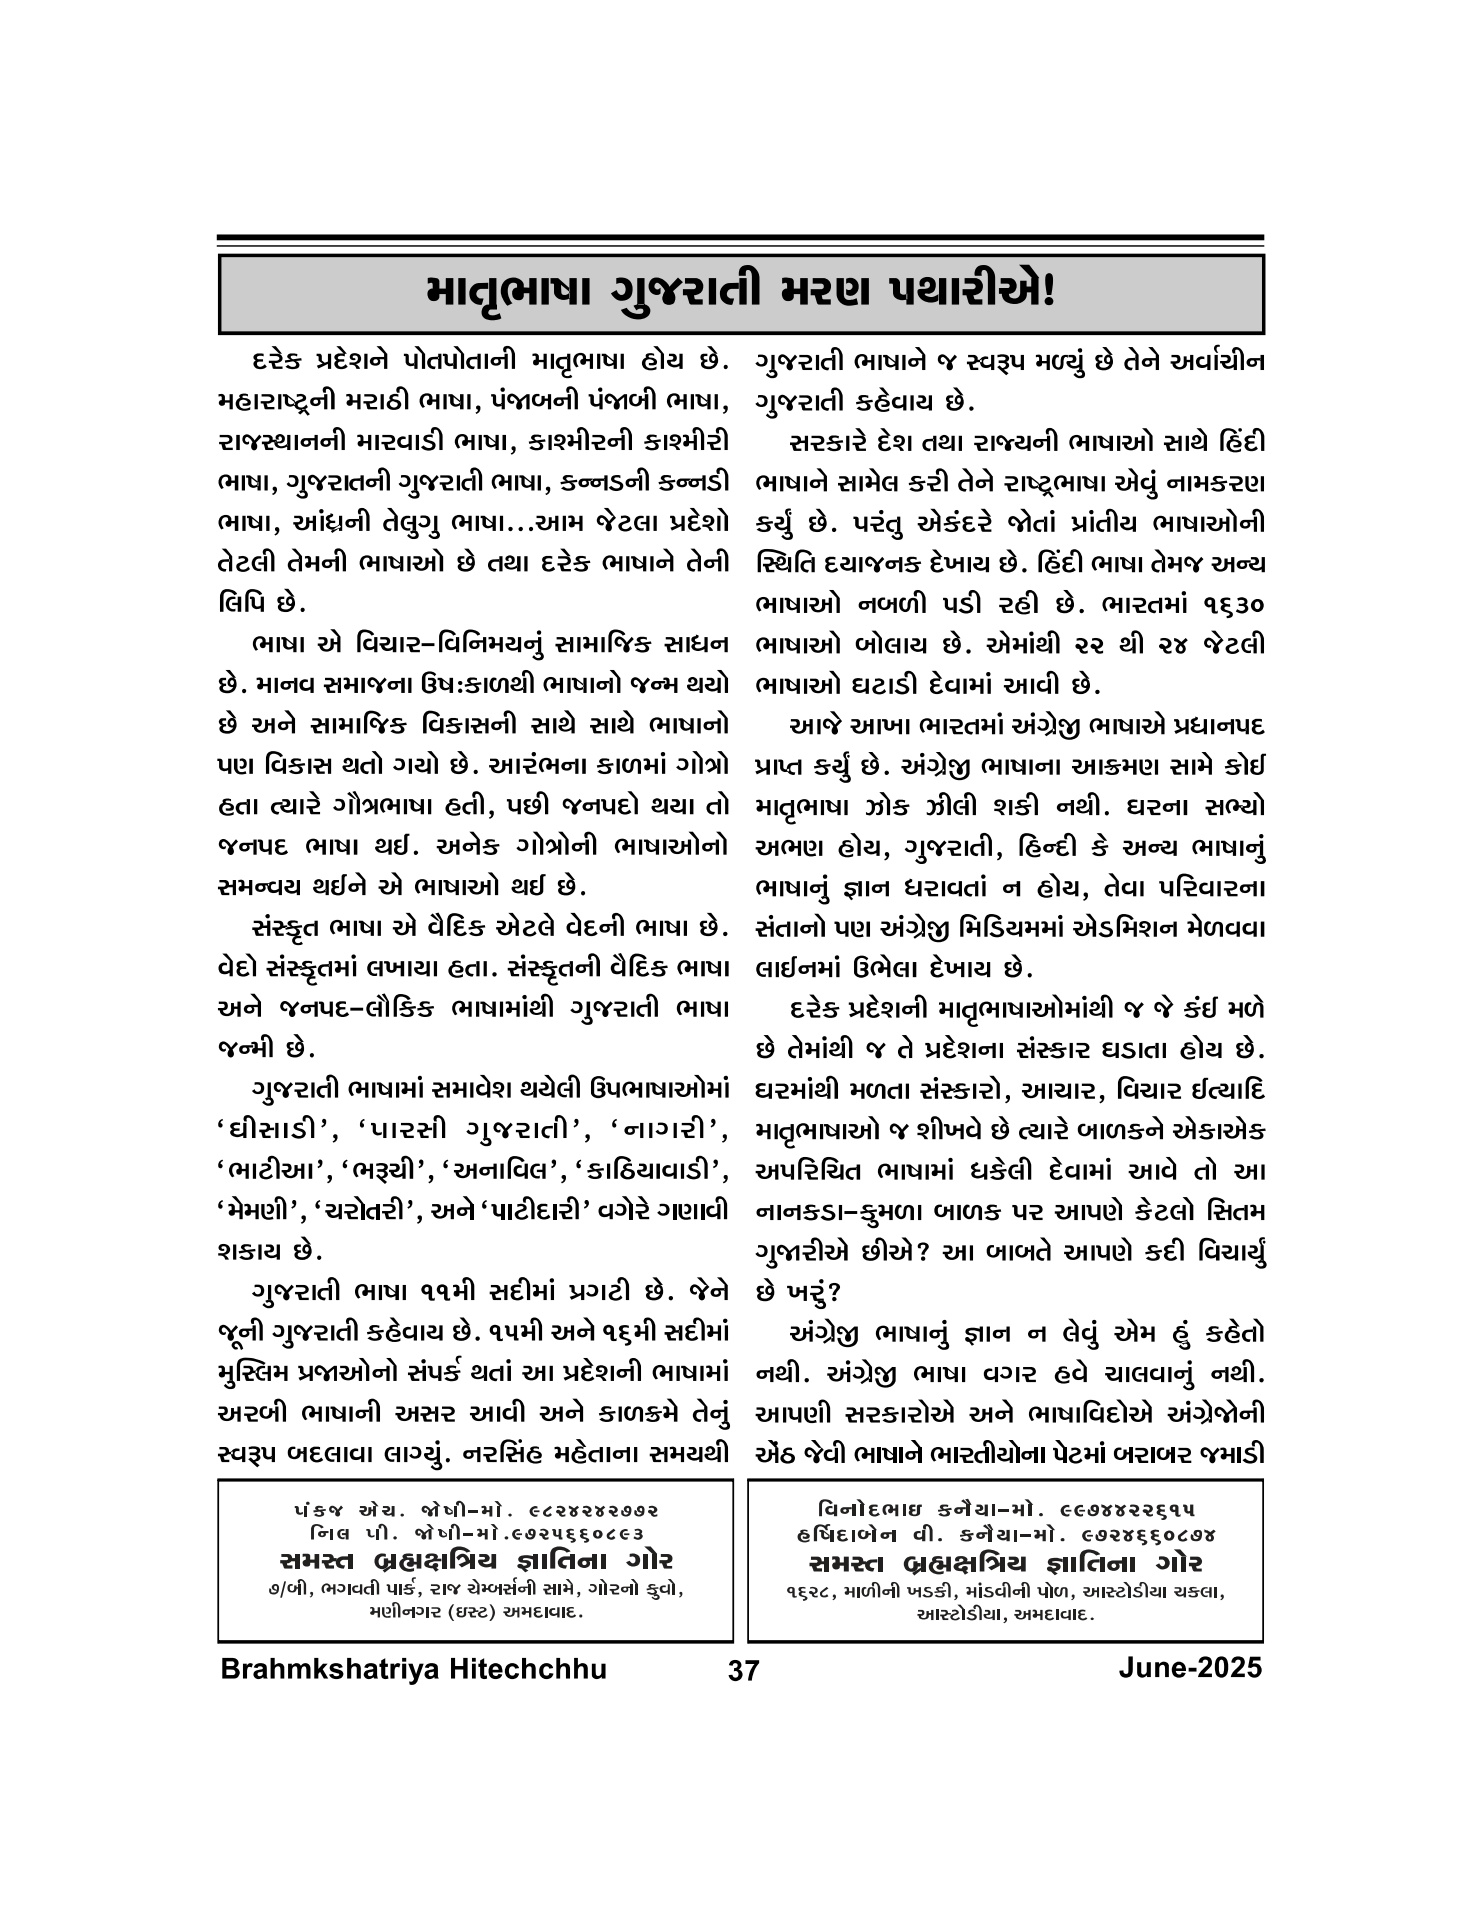 માતૃભાષા ગુજરાતી મરણ પથારીએ!
દરેક પ્રદેશને પોતપોતાની માતૃભાષા હોય છે.
મહારાષ્ટ્રની મરાઠી ભાષા, પંજાબની પંજાબી ભાષા,
રાજસ્થાનની મારવાડી ભાષા, કાશ્મીરની કાશ્મીરી
ભાષા, ગુજરાતની ગુજરાતી ભાષા, કન્નડની કન્નડી
ભાષા, આંધ્રની તેલુગુ ભાષા...આમ જેટલા પ્રદેશો
તેટલી તેમની ભાષાઓ છે તથા દરેક ભાષાને તેની
લિપિ છે.
ભાષા એ વિચાર-વિનિમયનું સામાજિક સાધન
છે. માનવ સમાજના ઉષ:કાળથી ભાષાનો જન્મ થયો
છે અને સામાજિક વિકાસની સાથે સાથે ભાષાનો
પણ વિકાસ થતો ગયો છે. આરંભના કાળમાં ગોત્રો
હતા ત્યારે ગૌત્રભાષા હતી, પછી જનપદો થયા તો
જનપદ ભાષા થઈ. અનેક ગોત્રોની ભાષાઓનો
સમન્વય થઈને એ ભાષાઓ થઈ છે.
સંસ્કૃત ભાષા એ વૈદિક એટલે વેદની ભાષા છે.
વેદો સંસ્કૃતમાં લખાયા હતા. સંસ્કૃતની વૈદિક ભાષા
અને જનપદ-લૌકિક ભાષામાંથી ગુજરાતી ભાષા
જન્મી છે.
ગુજરાતી ભાષામાં સમાવેશ થયેલી ઉપભાષાઓમાં
‘ઘીસાડી’, ‘પારસી ગુજરાતી’, ‘નાગરી’,
‘ભાટીઆ’, ‘ભરૂચી’, ‘અનાવિલ’, ‘કાઠિયાવાડી’,
‘મેમણી’, ‘ચરોતરી’, અને ‘પાટીદારી’ વગેરે ગણાવી
શકાય છે.
ગુજરાતી ભાષા ૧૧મી સદીમાં પ્રગટી છે. જેને
જૂની ગુજરાતી કહેવાય છે. ૧૫મી અને ૧૬મી સદીમાં
મુસ્લિમ પ્રજાઓનો સંપર્ક થતાં આ પ્રદેશની ભાષામાં
અરબી ભાષાની અસર આવી અને કાળક્રમે તેનું
સ્વરૂપ બદલાવા લાગ્યું. નરસિંહ મહેતાના સમયથી
ગુજરાતી ભાષાને જ સ્વરૂપ મળ્યું છે તેને અર્વાચીન
ગુજરાતી કહેવાય છે.
સરકારે દેશ તથા રાજ્યની ભાષાઓ સાથે હિંદી
ભાષાને સામેલ કરી તેને રાષ્ટ્રભાષા એવું નામકરણ
કર્યું છે. પરંતુ એકંદરે જોતાં પ્રાંતીય ભાષાઓની
સ્થિતિ દયાજનક દેખાય છે. હિંદી ભાષા તેમજ અન્ય
ભાષાઓ નબળી પડી રહી છે. ભારતમાં ૧૬૩૦
ભાષાઓ બોલાય છે. એમાંથી ૨૨ થી ૨૪ જેટલી
ભાષાઓ ઘટાડી દેવામાં આવી છે.
આજે આખા ભારતમાં અંગ્રેજી ભાષાએ પ્રધાનપદ
પ્રાપ્ત કર્યું છે. અંગ્રેજી ભાષાના આક્રમણ સામે કોઈ
માતૃભાષા ઝોક ઝીલી શકી નથી. ઘરના સભ્યો
અભણ હોય, ગુજરાતી, હિન્દી કે અન્ય ભાષાનું
ભાષાનું જ્ઞાન ધરાવતાં ન હોય, તેવા પરિવારના
સંતાનો પણ અંગ્રેજી મિડિયમમાં એડમિશન મેળવવા
લાઈનમાં ઉભેલા દેખાય છે.
દરેક પ્રદેશની માતૃભાષાઓમાંથી જ જે કંઈ મળે
છે તેમાંથી જ તે પ્રદેશના સંસ્કાર ઘડાતા હોય છે.
ઘરમાંથી મળતા સંસ્કારો, આચાર, વિચાર ઈત્યાદિ
માતૃભાષાઓ જ શીખવે છે ત્યારે બાળકને એકાએક
અપરિચિત ભાષામાં ધકેલી દેવામાં આવે તો આ
નાનકડા-કુમળા બાળક પર આપણે કેટલો સિતમ
ગુજારીએ છીએ? આ બાબતે આપણે કદી વિચાર્યું
છે ખરું?
અંગ્રેજી ભાષાનું જ્ઞાન ન લેવું એમ હું કહેતો
નથી. અંગ્રેજી ભાષા વગર હવે ચાલવાનું નથી.
આપણી સરકારોએ અને ભાષાવિદોએ અંગ્રેજોની
એંઠ જેવી ભાષાને ભારતીયોના પેટમાં બરાબર જમાડી
પંકજ એચ. જોષી-મો. ૯૮૨૪૨૪૨૭૭૨
નિલ પી. જોષી-મો.૯૭૨૫૬૬૦૮૯૩
સમસ્ત બ્રહ્મક્ષત્રિય જ્ઞાતિના ગોર
૭/બી, ભગવતી પાર્ક, રાજ ચેમ્બર્સની સામે, ગોરનો કુવો,
મણીનગર (ઇસ્ટ) અમદાવાદ.
વિનોદભાઇ કનૈયા-મો. ૯૯૭૪૪૨૨૬૧૫
હર્ષિદાબેન વી. કનૈયા-મો. ૯૭૨૪૬૬૦૮૭૪
સમસ્ત બ્રહ્મક્ષત્રિય જ્ઞાતિના ગોર
૧૬૨૮, માળીની ખડકી, માંડવીની પોળ, આસ્ટોડીયા ચકલા,
આસ્ટોડીયા, અમદાવાદ.
Brahmkshatriya Hitechchhu 37 June-2025